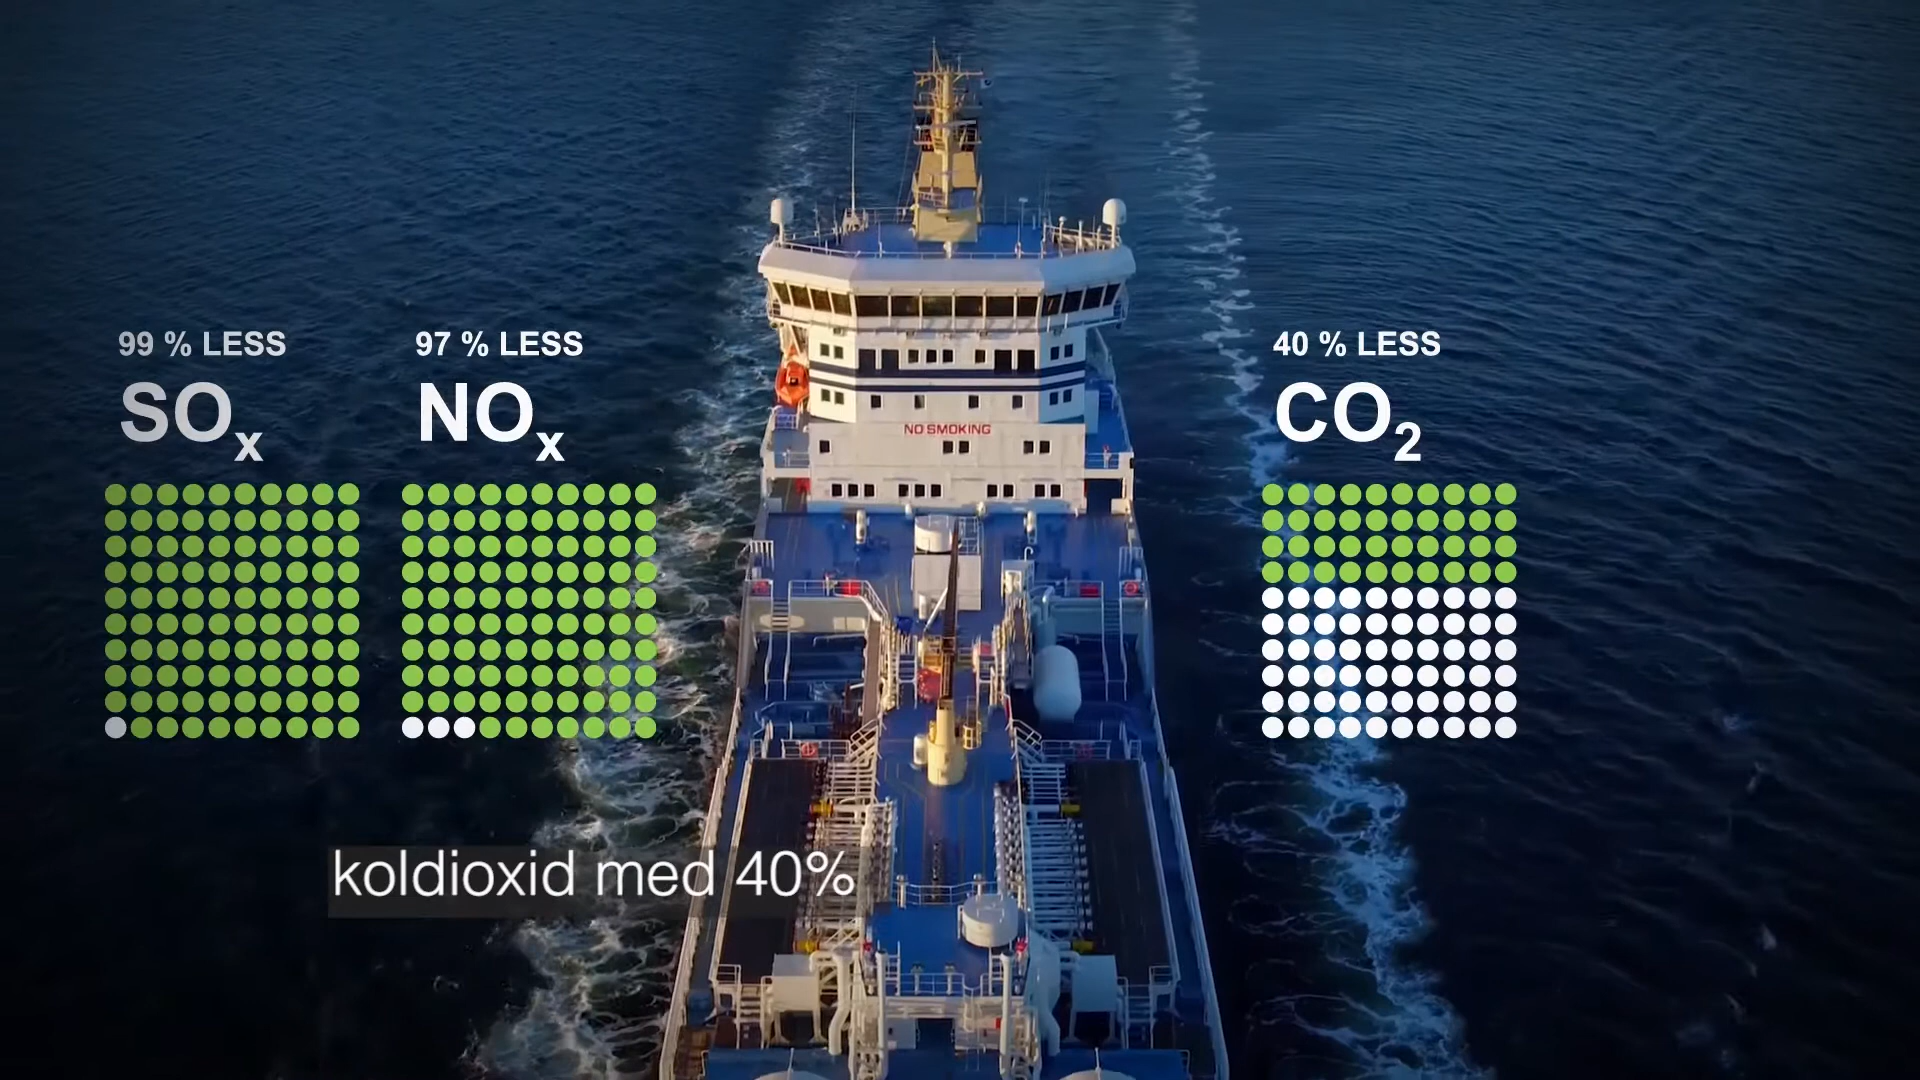 99 % LESS
SOx
97 % LESS
NOx
40 % LESS
CO2
NO SMOKING
koldioxid med 40%